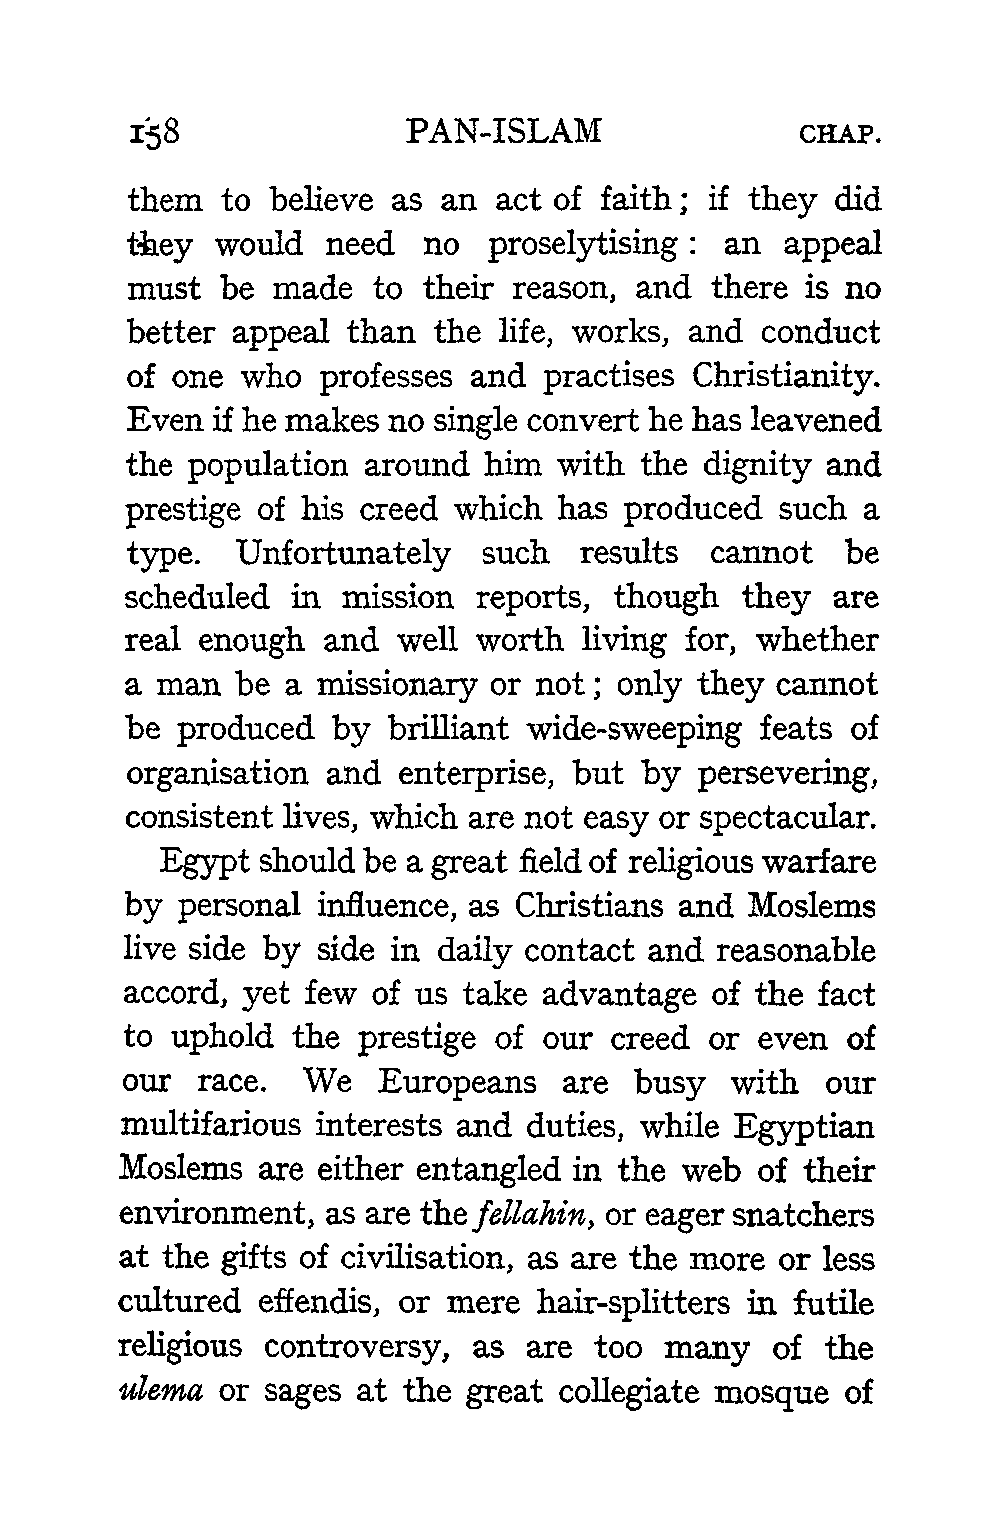 158 PAN-ISLAM CHAP.
them to believe as an act of faith; if they did
they would need no proselytising: an appeal
must be made to their reason, and there is no
better appeal than the life, works, and conduct
of one who professes and practises Christianity.
Even if he makes no single convert he has leavened
the population around him with the dignity and
prestige of his creed which has produced such a
type. Unfortunately such results cannot be
scheduled in mission reports, though they are
real enough and well worth living for, whether
a man be a missionary or not; only they cannot
be produced by brilliant wide-sweeping feats of
organisation and enterprise, but by persevering,
consistent lives, which are not easy or spectacular.
Egypt should be a great field of religious warfare
by personal influence, as Christians and Moslems
live side by side in daily contact and reasonable
accord, yet few of us take advantage of the fact
to uphold the prestige of our creed or even of
our race. We Europeans are busy with our
multifarious interests and duties, while Egyptian
Moslems are either entangled in the web of their
environment, as are the fellahin, or eager snatchers
at the gifts of civilisation, as are the more or less
cultured effendis, or mere hair-splitters in futile
religious controversy, as are too many of the
ulema or sages at the great collegiate mosque of